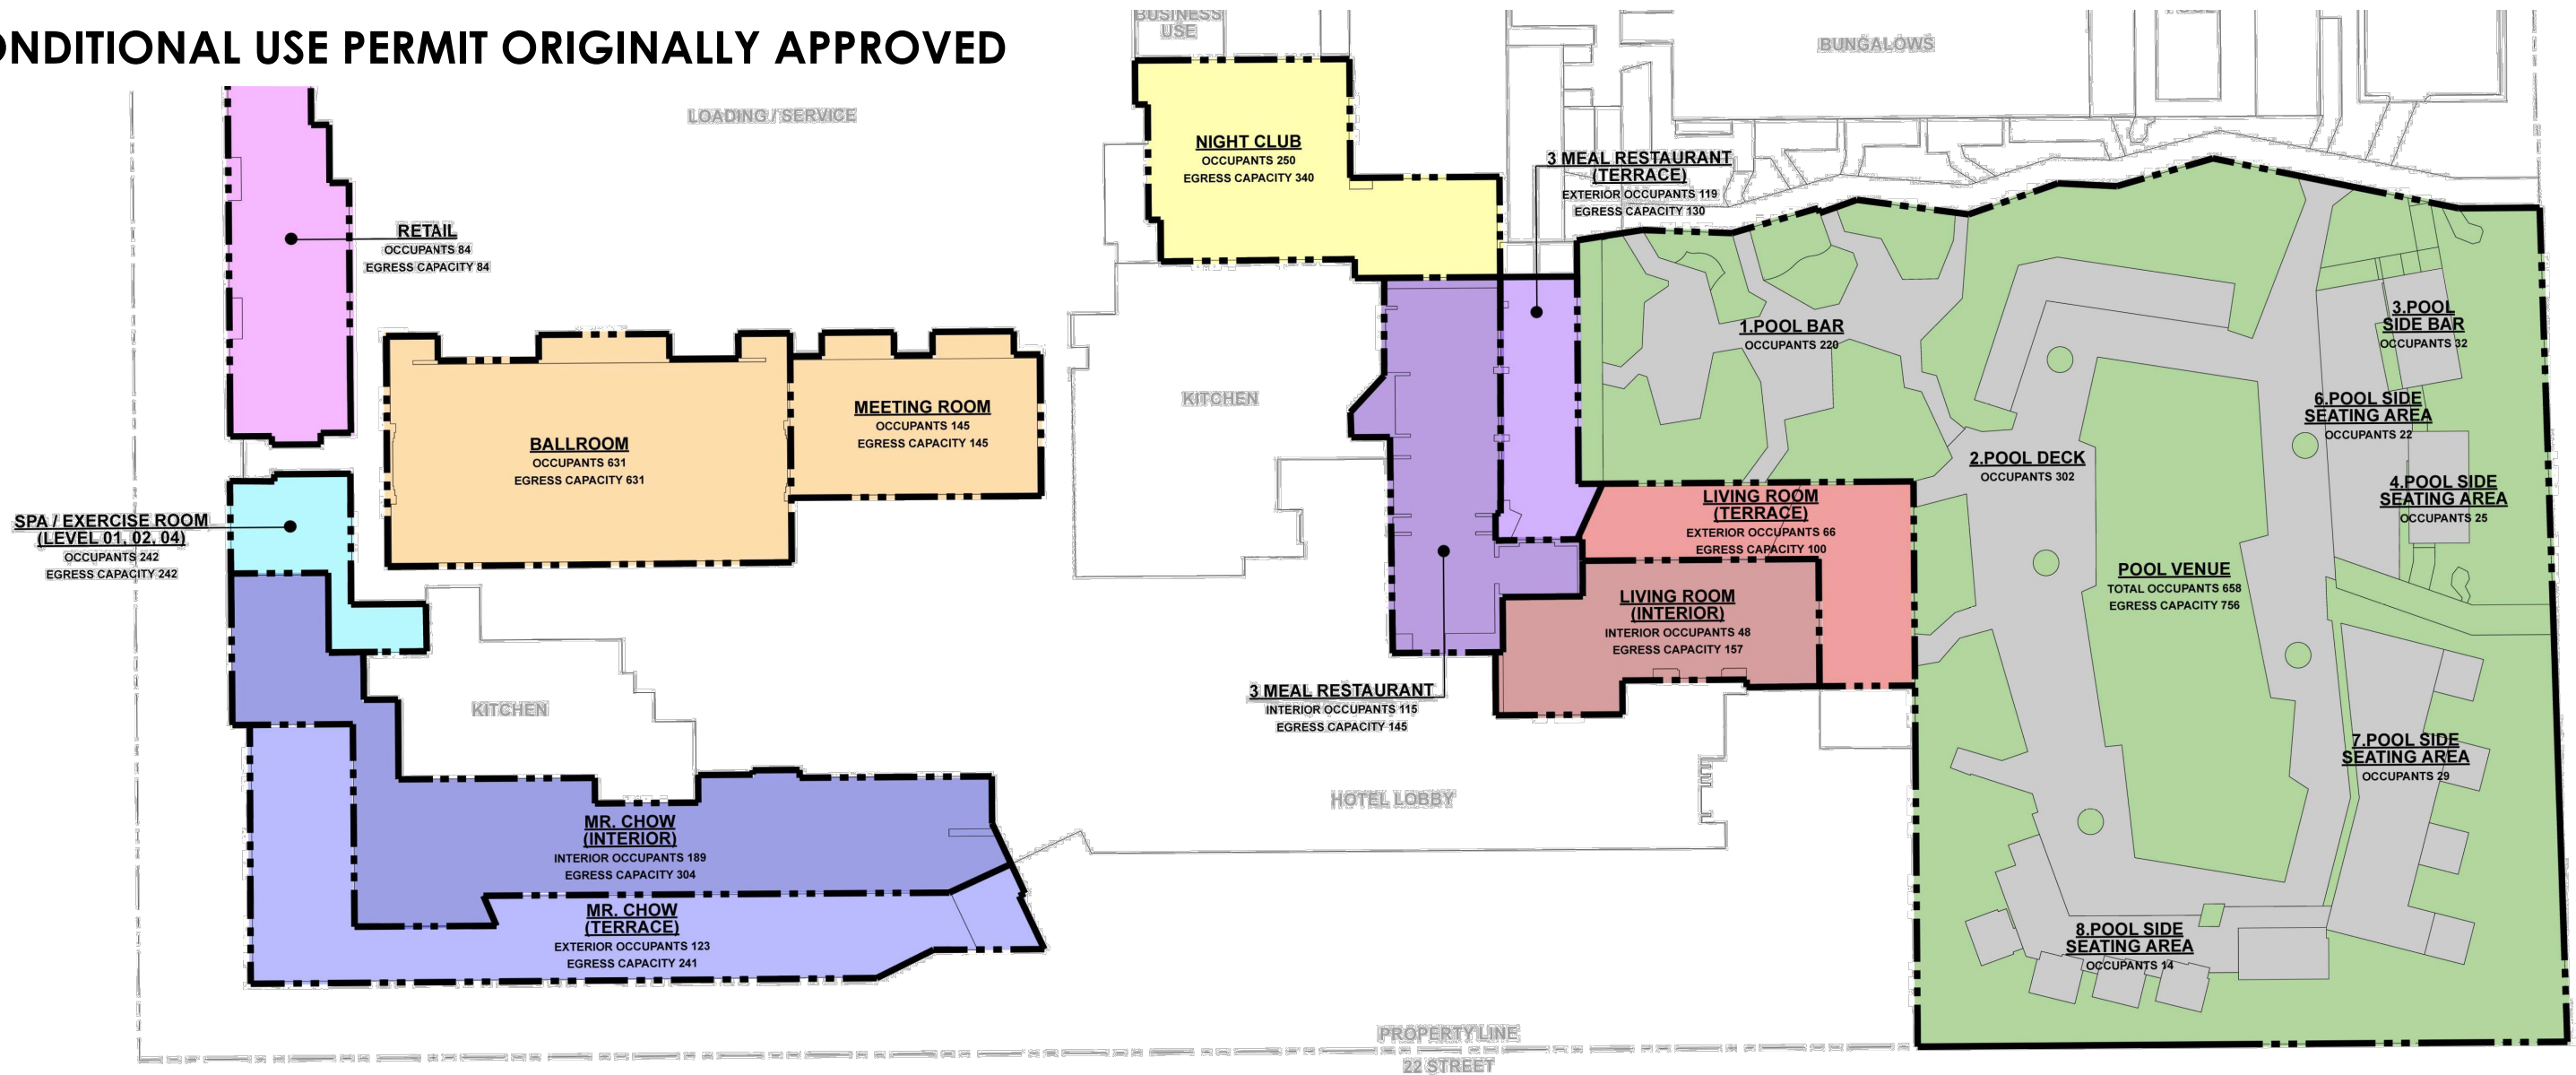 ONDITIONAL USE PERMIT ORIGINALLY APPROVED
BUSINESS
USE
BUNGALOWS
LOADING / SERVICE
NIGHT CLUB
OCCUPANTS 250
EGRESS CAPACITY 340
3 MEAL RESTAURANT
(TERRACE)
EXTERIOR OCCUPANTS 119
EGRESS CAPACITY 130
RETAIL
OCCUPANTS 84
EGRESS CAPACITY 84
1.POOL BAR
OCCUPANTS 220
3.POOL
SIDE BAR
OCCUPANTS 32
KITCHEN
MEETING ROOM
OCCUPANTS 145
EGRESS CAPACITY 145
BALLROOM
OCCUPANTS 631
EGRESS CAPACITY 631
6.POOL SIDE
SEATING AREA
OCCUPANTS 22
2.POOL DECK
OCCUPANTS 302
4.POOL SIDE
SEATING AREA
OCCUPANTS 25
LIVING ROOM
(TERRACE)
EXTERIOR OCCUPANTS 66
EGRESS CAPACITY 100
SPA / EXERCISE ROOM
(LEVEL 01, 02, 04)
OCCUPANTS 242
EGRESS CAPACITY 242
POOL VENUE
TOTAL OCCUPANTS 658
EGRESS CAPACITY 756
LIVING ROOM
(INTERIOR)
INTERIOR OCCUPANTS 48
EGRESS CAPACITY 157
3 MEAL RESTAURANT
INTERIOR OCCUPANTS 115
EGRESS CAPACITY 145
KITCHEN
7.POOL SIDE
SEATING AREA
OCCUPANTS 29
HOTEL LOBBY
MR. CHOW
(INTERIOR)
INTERIOR OCCUPANTS 189
EGRESS CAPACITY 304
MR. CHOW
(TERRACE)
EXTERIOR OCCUPANTS 123
EGRESS CAPACITY 241
8.POOL SIDE
SEATING AREA
OCCUPANTS 14
PROPERTY LINE
22 STREET